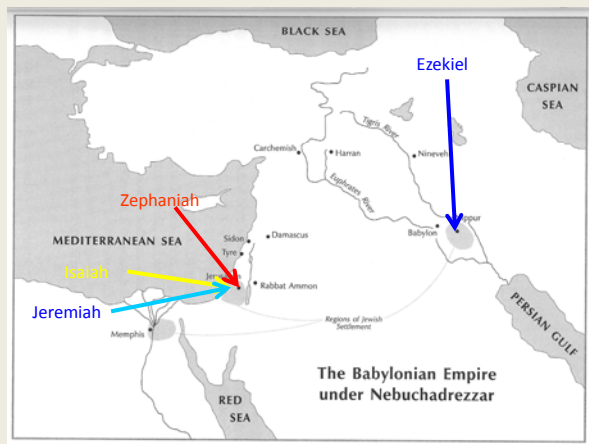 BLACK SEA
Ezekiel
CASPIAN
SEA
Tigris River
Carchemish
Harran
Nineveh
Euphrates River
Zephaniah
Sidon
Damascus
Babylon
MEDITERRANEAN SEA
Tyre
Isaiah
Rabbat Ammon
Jeremiah
PERSIAN GULF
Memphis
Regions of Jewish
Settlement
The Babylonian Empire
under Nebuchadrezzar
RED
SEA